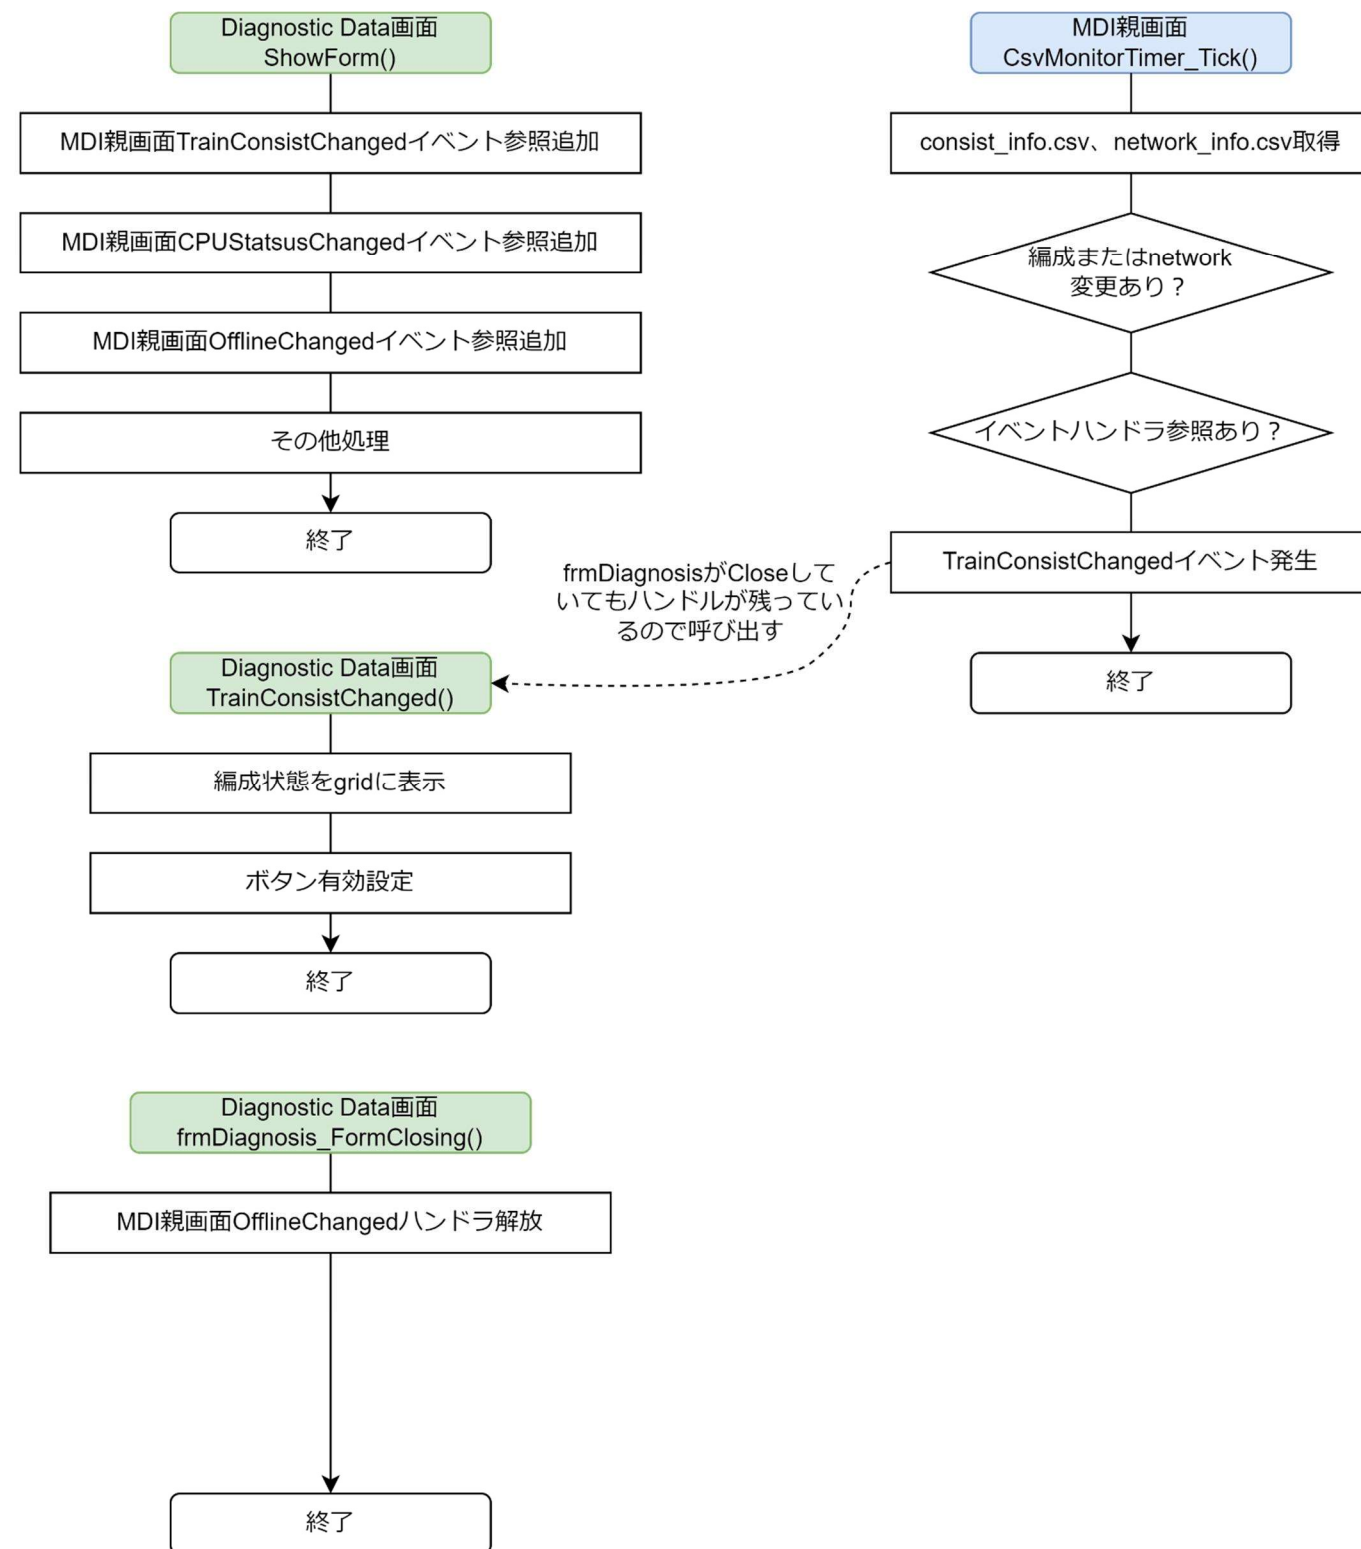 Diagnostic Data画面
ShowForm()
MDI親画面TrainConsistChangedイベント参照追加
MDI親画面CPUStatsusChangedイベント参照追加
MDI親画面OfflineChangedイベント参照追加
その他処理
終了
MDI親画面
CsvMonitorTimer_Tick()
consist_info.csv、network_info.csv取得
編成またはnetwork
変更あり？
イベントハンドラ参照あり？
TrainConsistChangedイベント発生
終了
frmDiagnosisがCloseして
いてもハンドルが残ってい
るので呼び出す
Diagnostic Data画面
TrainConsistChanged()
編成状態をgridに表示
ボタン有効設定
終了
Diagnostic Data画面
frmDiagnosis_FormClosing()
MDI親画面OfflineChangedハンドラ解放
終了